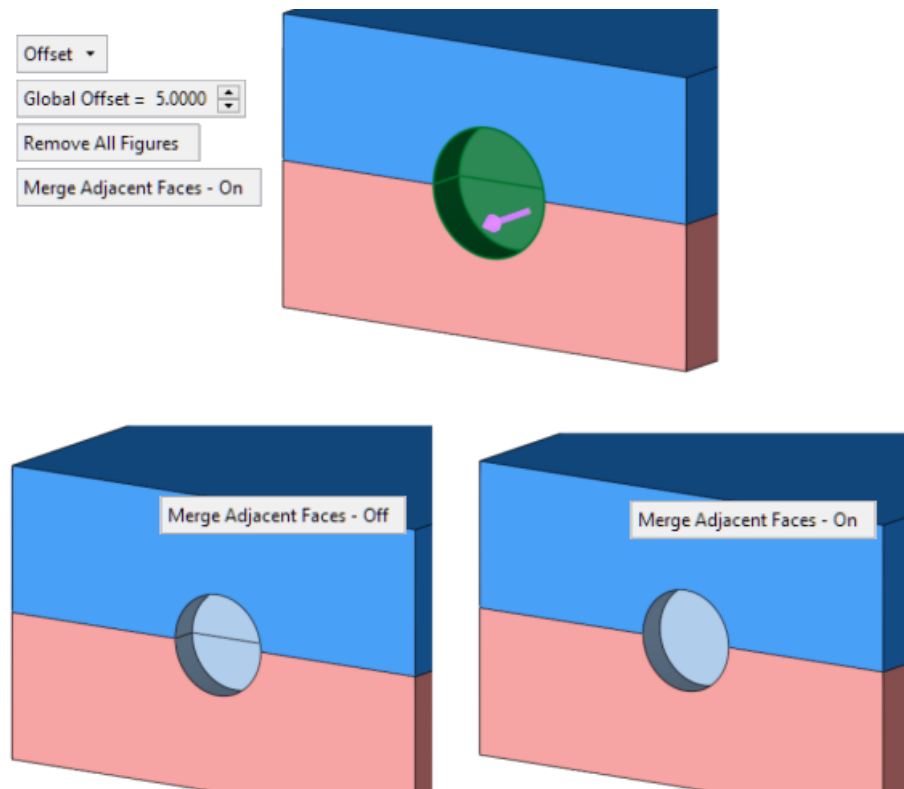 Offset
Global Offset = 5.0000
Remove All Figures
Merge Adjacent Faces - On
Merge Adjacent Faces - Off
Merge Adjacent Faces - On